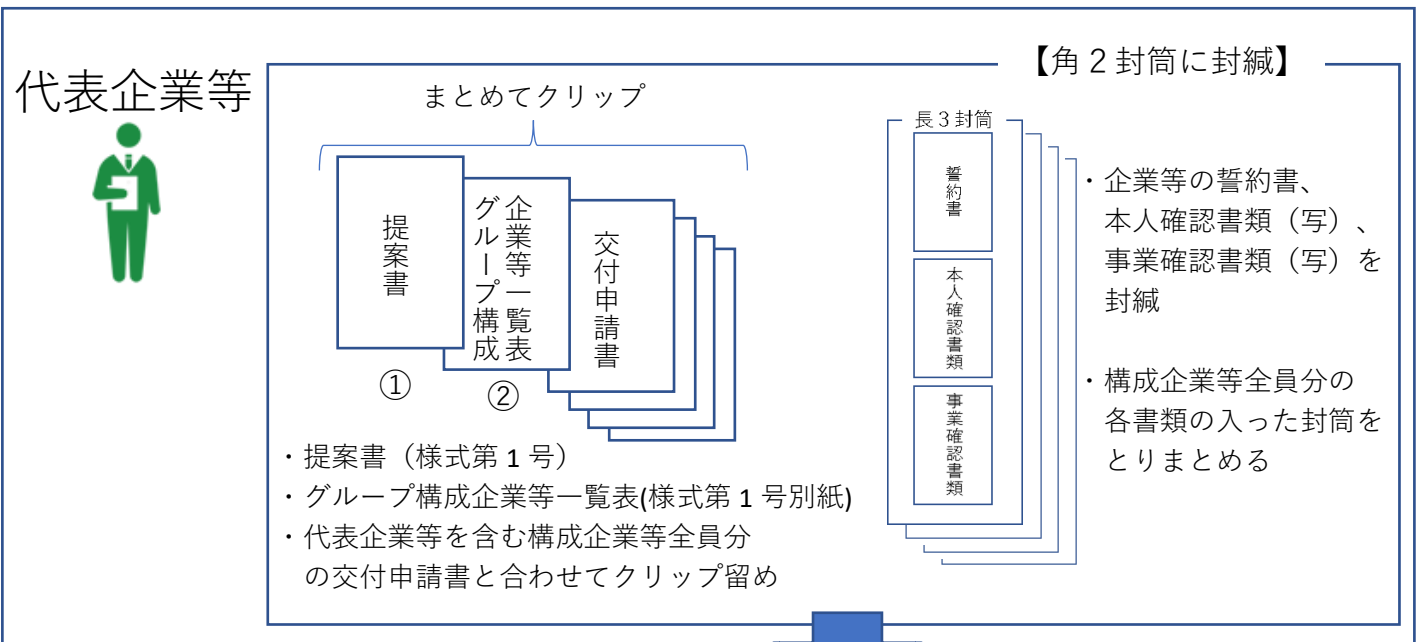 代表企業等
【角２封筒に封緘】
まとめてクリップ
提案書
①
グループ構成
企業等一覧表
②
交付申請書
・提案書（様式第１号）
・グループ構成企業等一覧表(様式第１号別紙)
・代表企業等を含む構成企業等全員分
の交付申請書と合わせてクリップ留め
長３封筒
誓約書
本人確認書類
事業確認書類
・企業等の誓約書、
本人確認書類（写）、
事業確認書類（写）を
封緘
・構成企業等全員分の
各書類の入った封筒を
とりまとめる